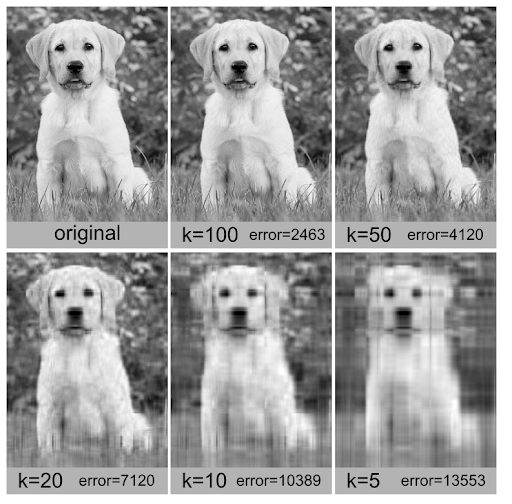 original
k=100 error=2463
k=50 error=4120
k=20 error=7120
k=10 error=10389
k=5 error=13553